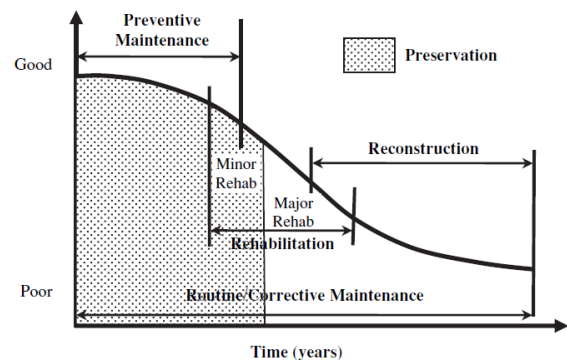 Preventive
Maintenance
Good
Preservation
Reconstruction
Minor
Rehab
Major
Rehab
Rehabilitation
Poor
Routine/Corrective Maintenance
Time (years)